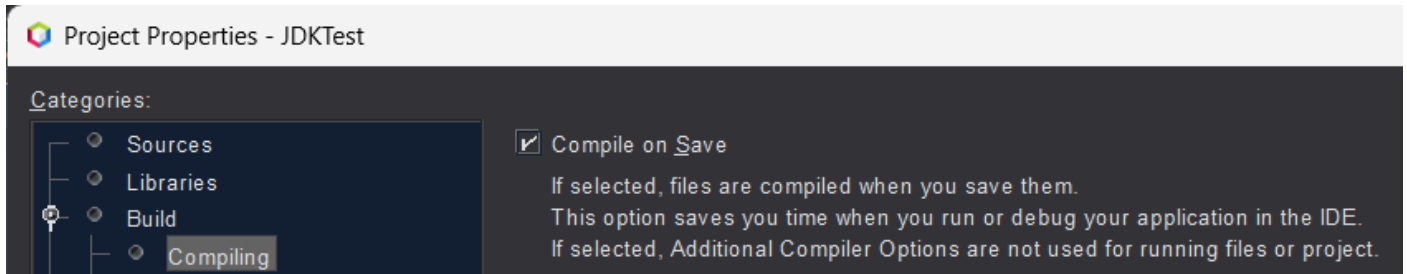 Project Properties - JDKTest
Categories:
Sources
Libraries
Build
Compiling
Compile on Save
If selected, files are compiled when you save them.
This option saves you time when you run or debug your application in the IDE.
If selected, Additional Compiler Options are not used for running files or project.